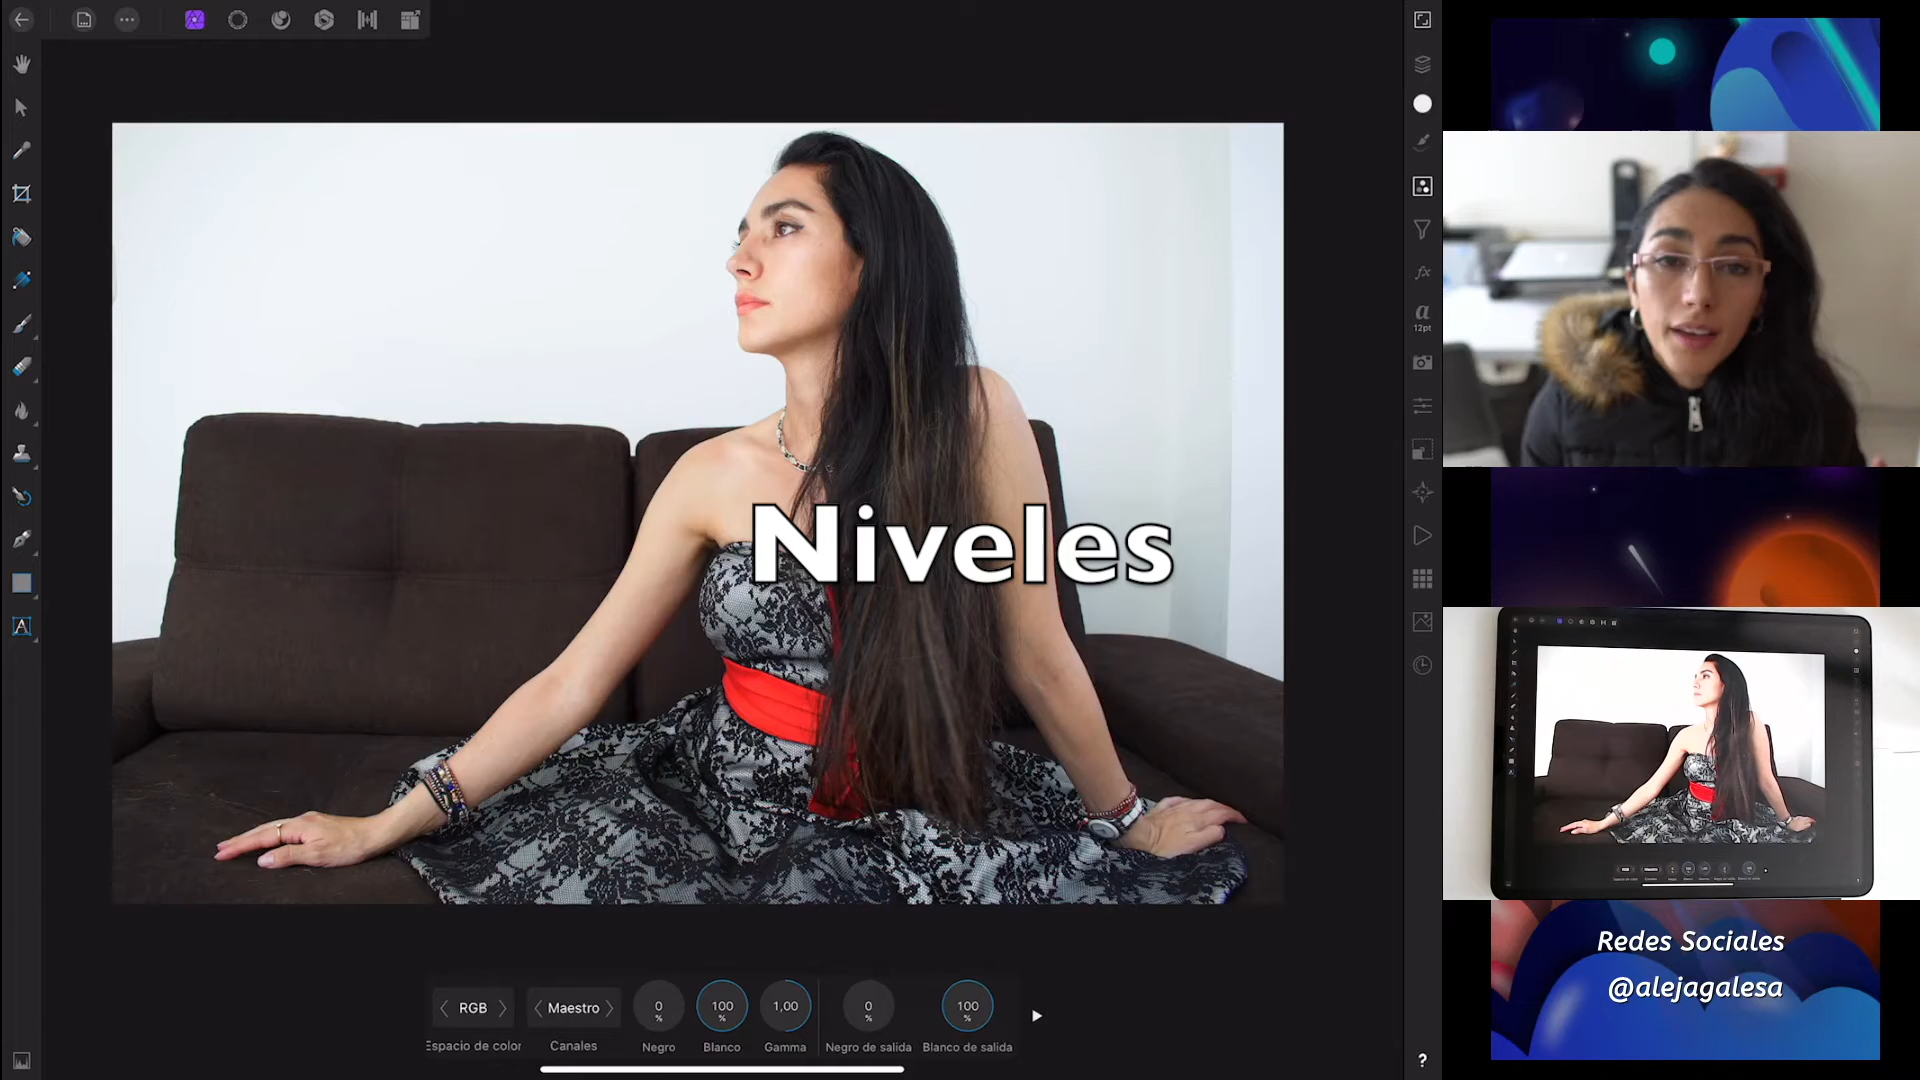 a
12pt
Niveles
Redes Sociales
@alejagalesa
RGB
Maestro
0
%
100
%
1,00
0
%
100
%
Espacio de color
Canales
Negro
Blanco
Gamma
Negro de salida
Blanco de salida
fx
A
?